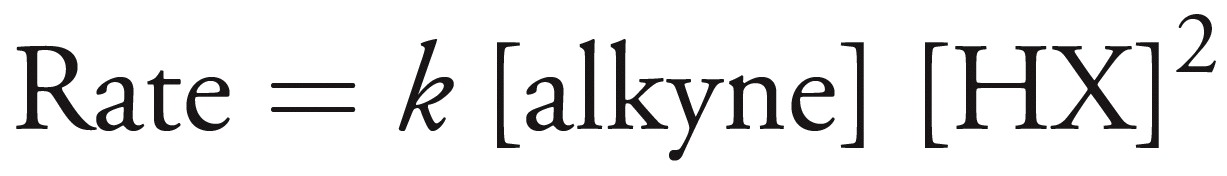 Rate = k [alkyne] [HX]²